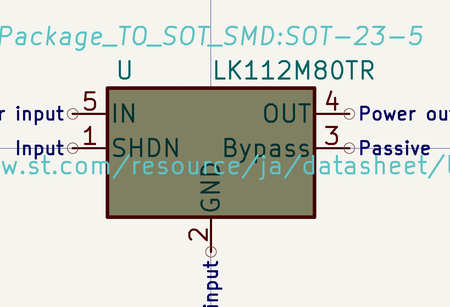 Package_TO_SOT_SMD:SOT-23-5
U LK112M80TR
r input 5 IN OUT 4 Power ou
Input 1 SHDN Bypass 3 Passive
w.st.com/resource/ja/datasheet/l
GND
2
input